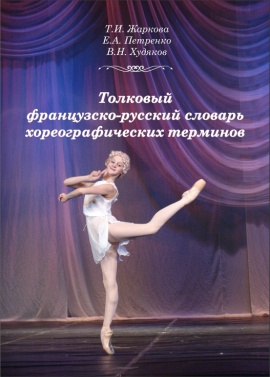 Т.И. Жаркова
Е.А. Петренко
В.Н. Худяков
Толковый
французско-русский словарь
хореографических терминов